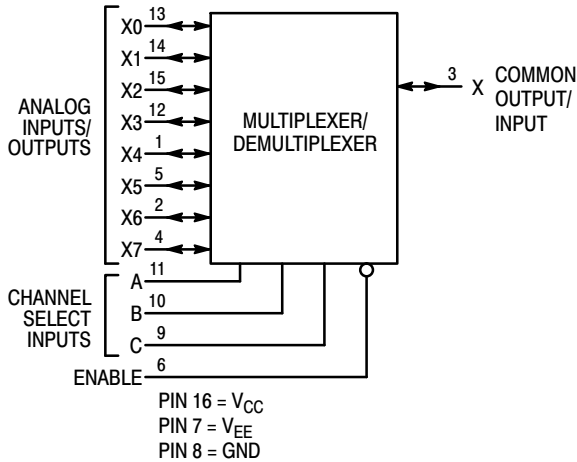 ANALOG
INPUTS/
OUTPUTS
X0 13
X1 14
X2 15
X3 12
X4 1
X5 5
X6 2
X7 4
MULTIPLEXER/
DEMULTIPLEXER
3 X COMMON
OUTPUT/
INPUT
CHANNEL
SELECT
INPUTS
A 11
B 10
C 9
ENABLE 6
PIN 16 = VCC
PIN 7 = VEE
PIN 8 = GND